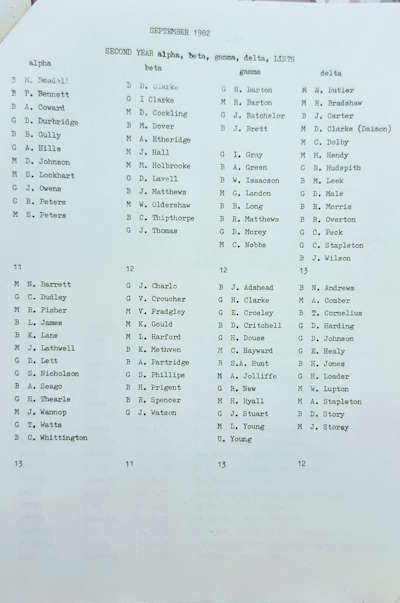 SEPTEMBER 1982
SECOND YEAR alpha, beta, gamma, delta, LISTS
alpha
B M. Beadall
B P. Bennett
B A. Coward
G D. Durbridge
B B. Gully
G A. Hills
M D. Johnson
M S. Lockhart
G J. Owens
G R. Peters
M S. Peters
11
beta
B D. Clarke
G I Clarke
M D. Cockling
B M. Dever
M A. Etheridge
M J. Hall
M M. Holbrooke
G D. Lavell
B J. Matthews
M W. Oldershaw
B C. Thipthorpe
G J. Thomas
12
gamma
G S. Barton
M R. Barton
G J. Batchelor
B J. Brett
G I. Gray
B A. Green
B W. Isaacson
M G. Landon
B B. Long
B R. Matthews
G D. Morey
M C. Nobbs
12
delta
M W. Butler
M R. Bradshaw
B J. Carter
M D. Clarke (Daison)
M C. Dolby
M M. Hendy
G B. Hudspith
B M. Leek
G D. Male
B R. Morris
B R. Overton
G C. Peck
G C. Stapleton
B J. Wilson
13
M N. Barrett
G C. Dudley
M R. Fisher
B L. James
B K. Lane
M J. Lathwell
G D. Lett
G S. Nicholson
B A. Seago
G H. Thearle
M J. Wannop
G T. Watts
B C. Whittington
13
G J. Charlo
G V. Croucher
M V. Fradgley
M K. Gould
M L. Harford
B K. Methven
B A. Partridge
G S. Phillips
B H. Prigent
B R. Spencer
G J. Watson
11
B J. Adshead
G H. Clarke
G E. Crosley
B D. Critchell
G H. Douse
M C. Hayward
B S.A. Hunt
M A. Jolliffe
G R. New
M H. Ryall
G J. Stuart
M L. Young
U. Young
13
B N. Andrews
M A. Comber
B T. Cornelius
G D. Harding
G D. Johnson
G K. Healy
B H. Jones
G H. Loader
M W. Lupton
M A. Stapleton
B D. Story
M J. Storay
12